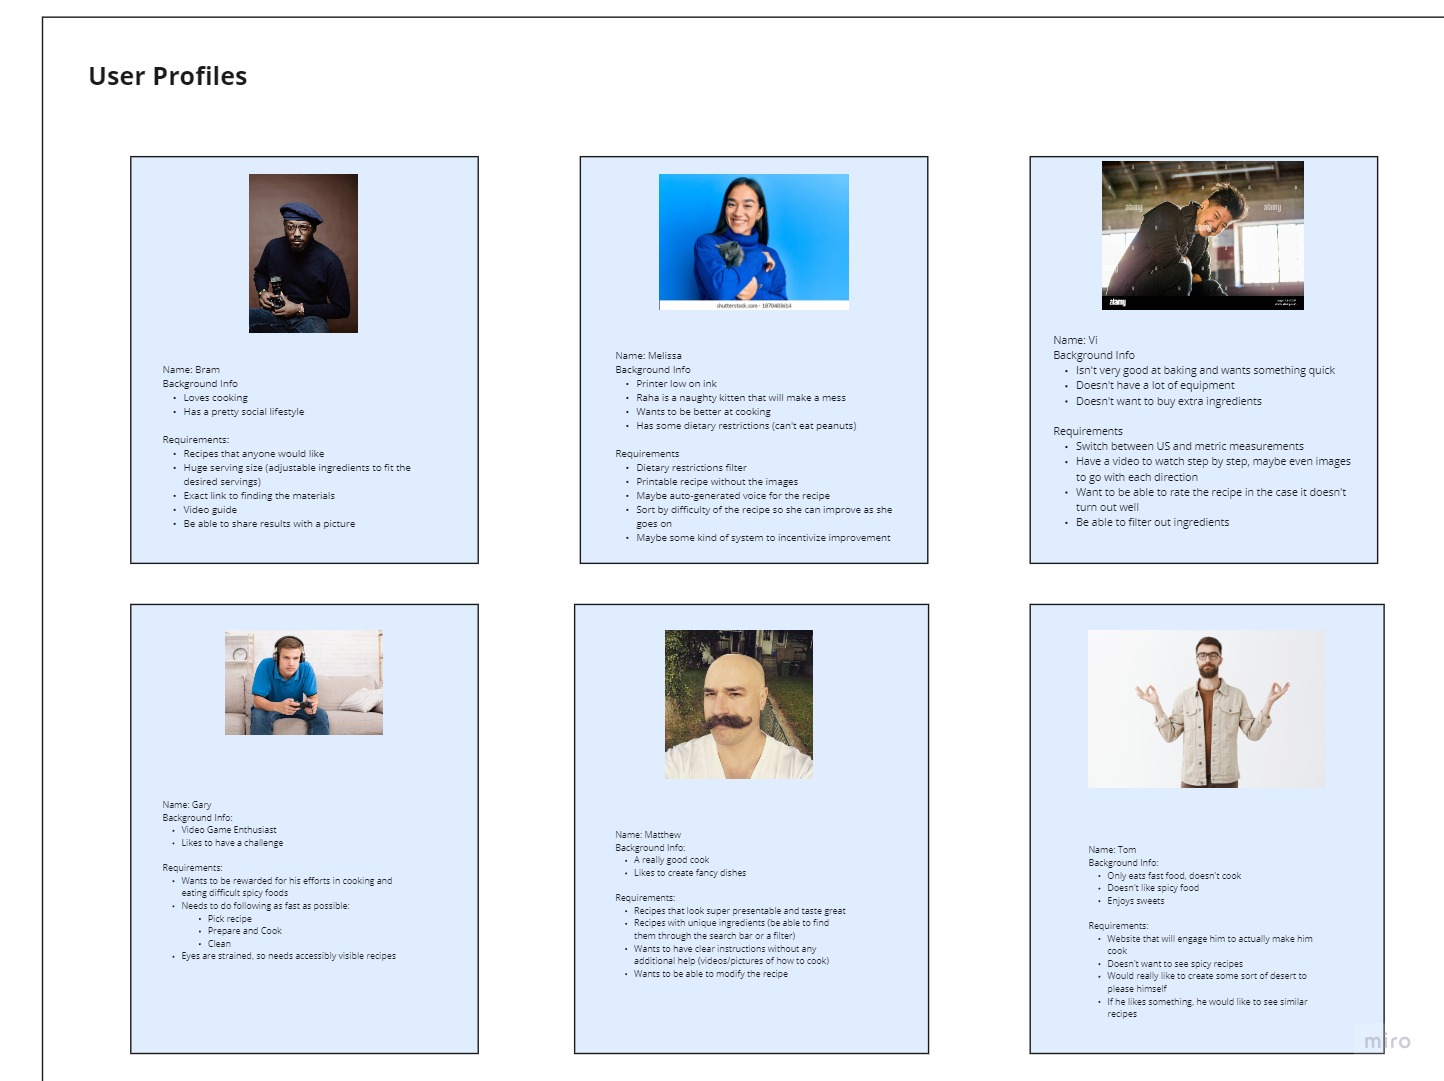 User Profiles
shutterstock.com · 1870463614
alamy
alamy
alamy
Name: Bram
Background Info
• Loves cooking
• Has a pretty social lifestyle
Requirements:
• Recipes that anyone would like
• Huge serving size (adjustable ingredients to fit the
desired servings)
• Exact link to finding the materials
• Video guide
• Be able to share results with a picture
Name: Melissa
Background Info
• Printer low on ink
• Raha is a naughty kitten that will make a mess
• Wants to be better at cooking
• Has some dietary restrictions (can't eat peanuts)
Requirements
• Dietary restrictions filter
• Printable recipe without the images
• Maybe auto-generated voice for the recipe
• Sort by difficulty of the recipe so she can improve as she
goes on
• Maybe some kind of system to incentivize improvement
Name: Vi
Background Info
• Isn't very good at baking and wants something quick
• Doesn't have a lot of equipment
• Doesn't want to buy extra ingredients
Requirements
• Switch between US and metric measurements
• Have a video to watch step by step, maybe even images
to go with each direction
• Want to be able to rate the recipe in the case it doesn't
turn out well
• Be able to filter out ingredients
Name: Gary
Background Info:
• Video Game Enthusiast
• Likes to have a challenge
Requirements:
• Wants to be rewarded for his efforts in cooking and
eating difficult spicy foods
• Needs to do following as fast as possible:
• Pick recipe
• Prepare and Cook
• Clean
• Eyes are strained, so needs accessibly visible recipes
Name: Matthew
Background Info:
• A really good cook
• Likes to create fancy dishes
Requirements:
• Recipes that look super presentable and taste great
• Recipes with unique ingredients (be able to find
them through the search bar or a filter)
• Wants to have clear instructions without any
additional help (videos/pictures of how to cook)
• Wants to be able to modify the recipe
Name: Tom
Background Info:
• Only eats fast food, doesn't cook
• Doesn't like spicy food
• Enjoys sweets
Requirements:
• Website that will engage him to actually make him
cook
• Doesn't want to see spicy recipes
• Would really like to create some sort of desert to
please himself
• If he likes something, he would like to see similar
recipes
miro